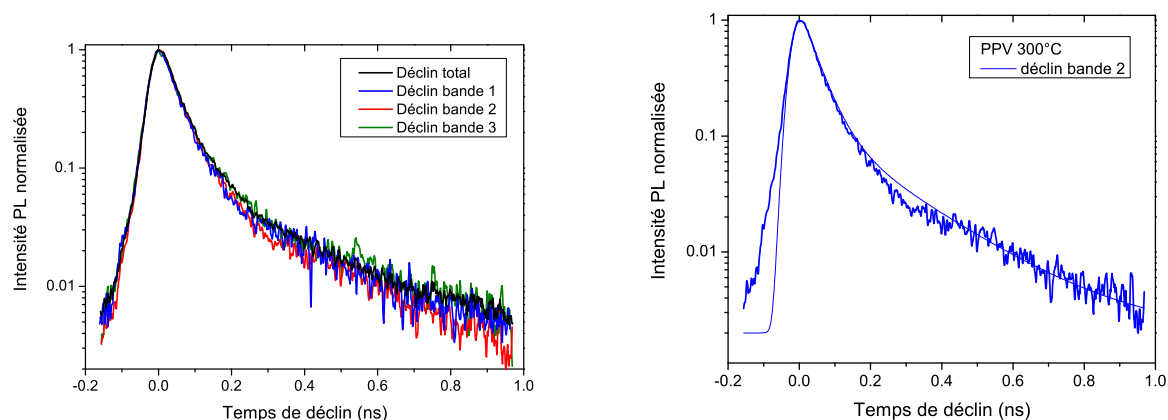 Intensité PL normalisée
1
0.1
0.01
Déclin total
Déclin bande 1
Déclin bande 2
Déclin bande 3
-0.2 0.0 0.2 0.4 0.6 0.8 1.0
Temps de déclin (ns)
Intensité PL normalisée
1
0.1
0.01
PPV 300°C
déclin bande 2
-0.2 0.0 0.2 0.4 0.6 0.8 1.0
Temps de déclin (ns)